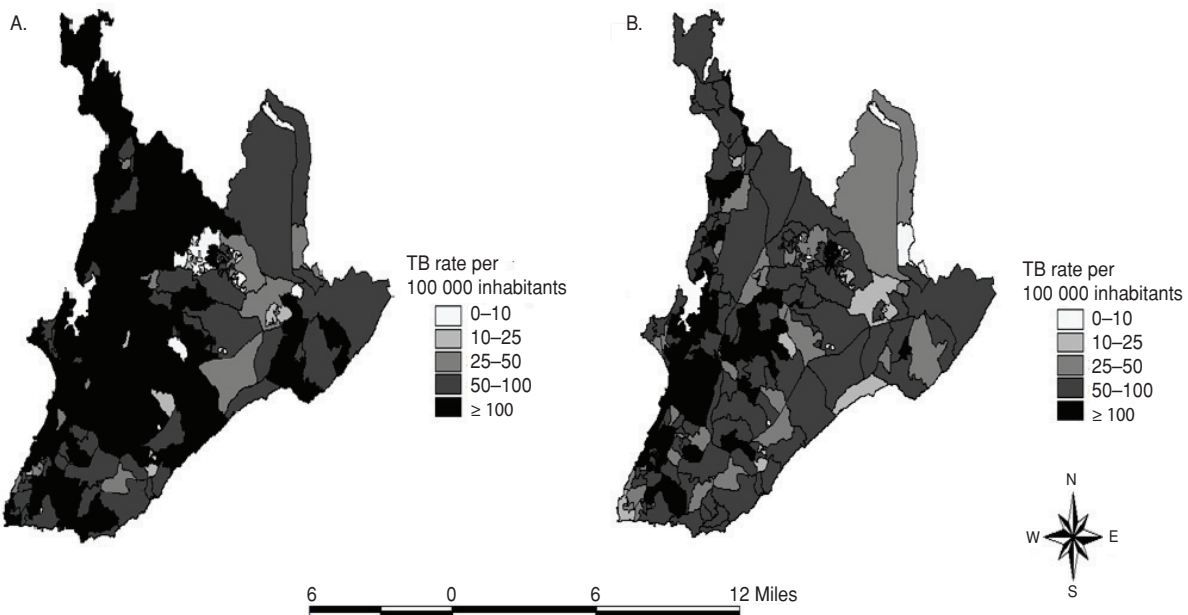 A.
TB rate per
100 000 inhabitants
0–10
10–25
25–50
50–100
≥ 100
B.
TB rate per
100 000 inhabitants
0–10
10–25
25–50
50–100
≥ 100
N
W E
S
6 0 6 12 Miles